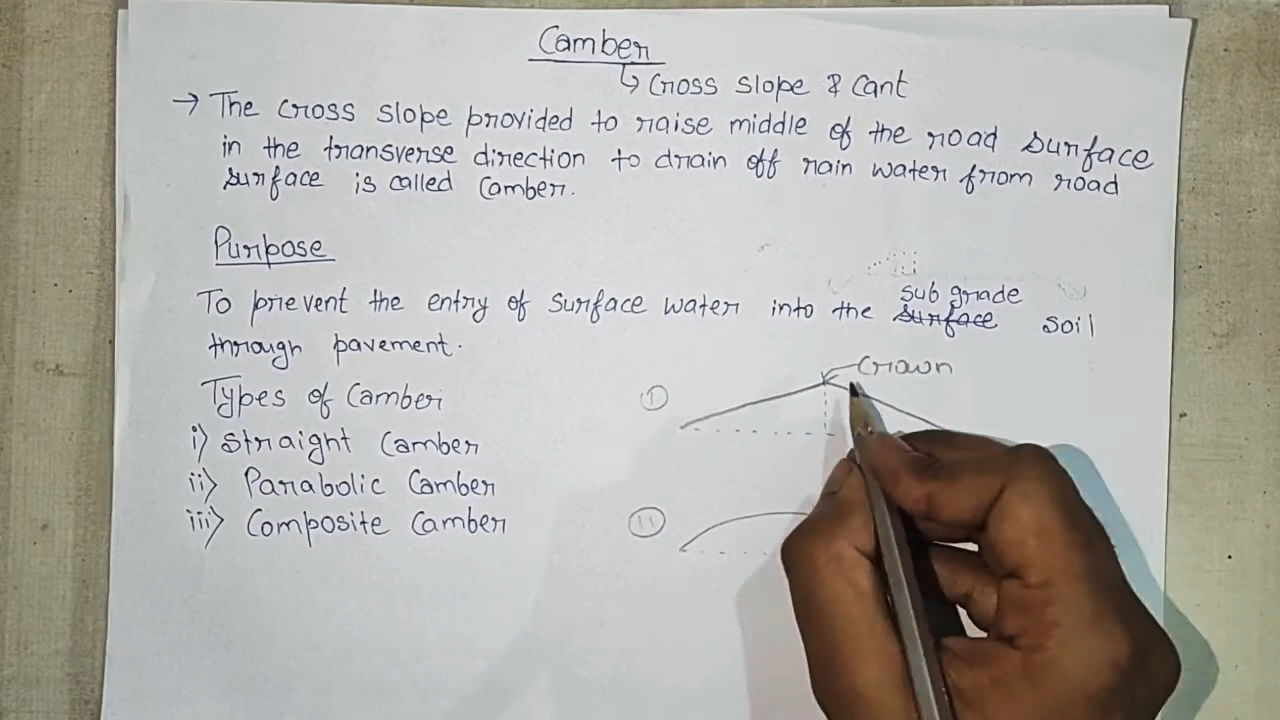 Camber
↳ Cross slope & Cant
→ The cross slope provided to raise middle of the road surface
in the transverse direction to drain off rain water from road
surface is called Camber.
Purpose
To prevent the entry of surface water into the sub grade soil
through pavement.
Types of Camber
i) Straight Camber
ii) Parabolic Camber
iii) Composite Camber
① Crown
⑪